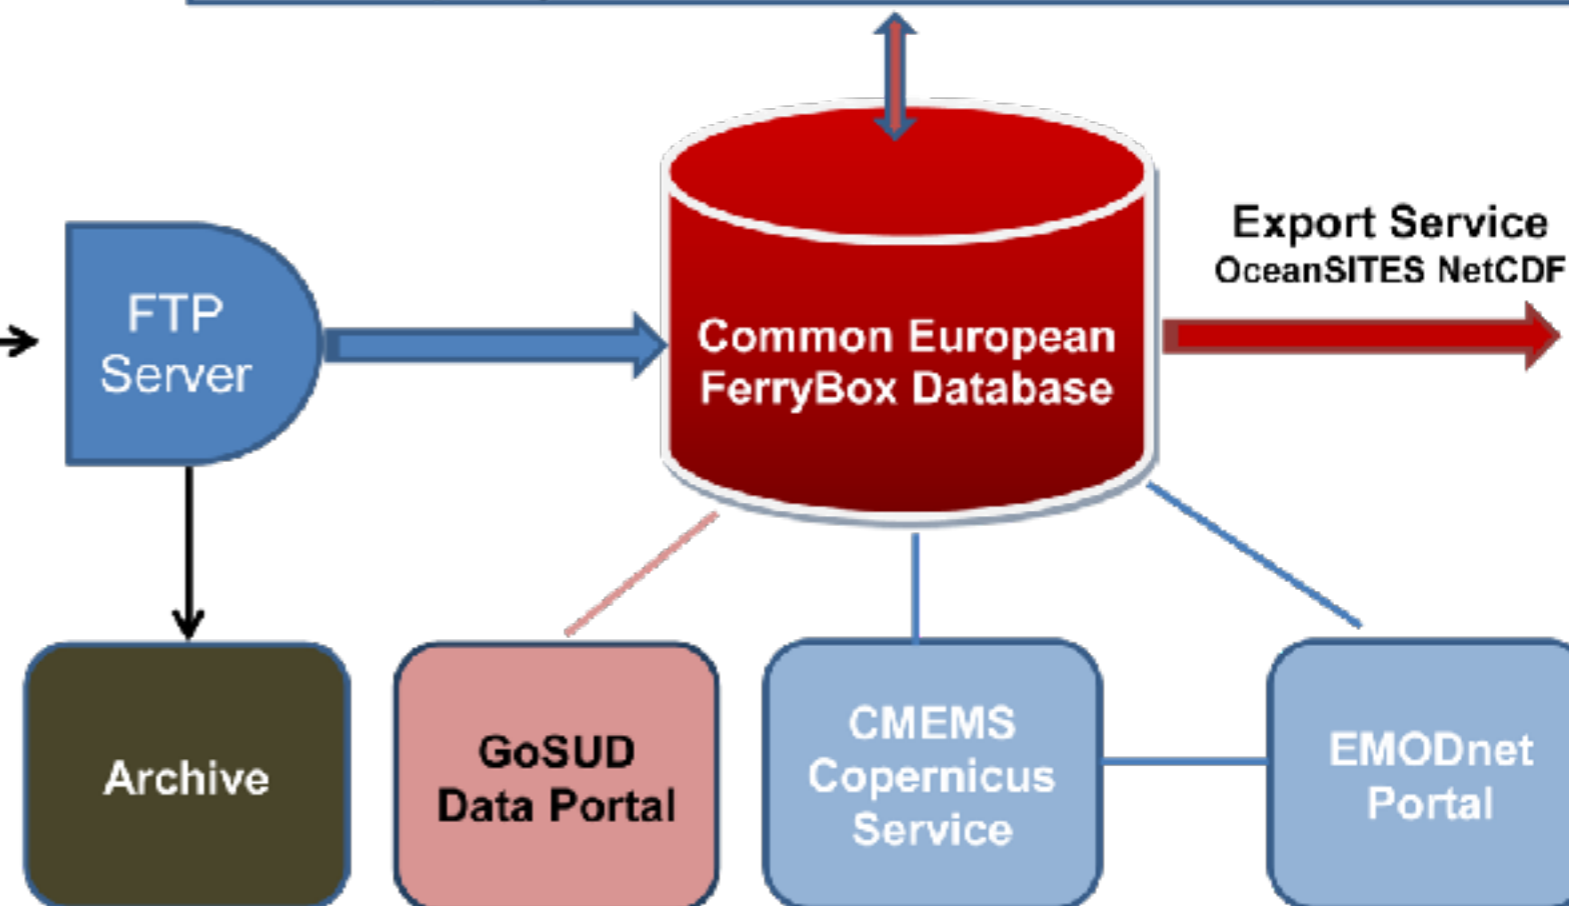 Export Service
OceanSITES NetCDF
FTP
Server
Common European
FerryBox Database
Archive
GoSUD
Data Portal
CMEMS
Copernicus
Service
EMODnet
Portal